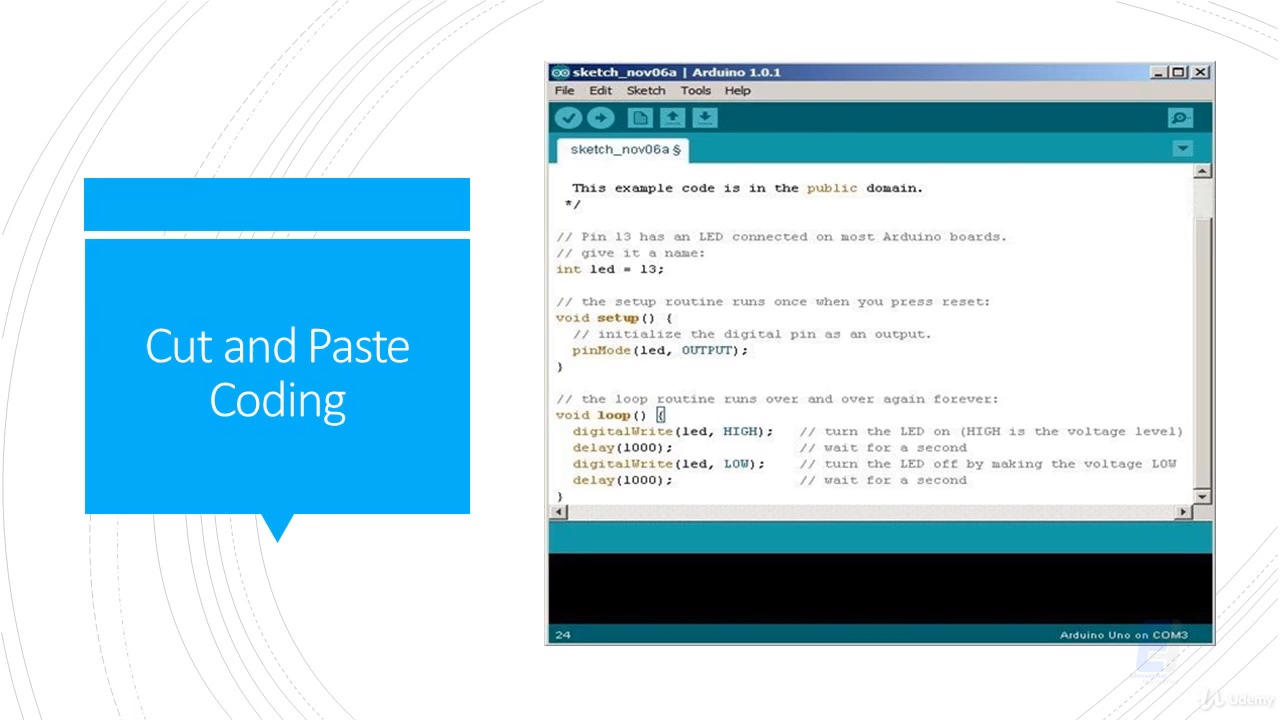 Cut and Paste
Coding
sketch_nov06a | Arduino 1.0.1
File Edit Sketch Tools Help
sketch_nov06a §
This example code is in the public domain.
*/
// Pin 13 has an LED connected on most Arduino boards.
// give it a name:
int led = 13;
// the setup routine runs once when you press reset:
void setup() {
// initialize the digital pin as an output.
pinMode(led, OUTPUT);
}
// the loop routine runs over and over again forever:
void loop() {
digitalWrite(led, HIGH); // turn the LED on (HIGH is the voltage level)
delay(1000); // wait for a second
digitalWrite(led, LOW); // turn the LED off by making the voltage LOW
delay(1000); // wait for a second
}
24 Arduino Uno on COM3
Udemy